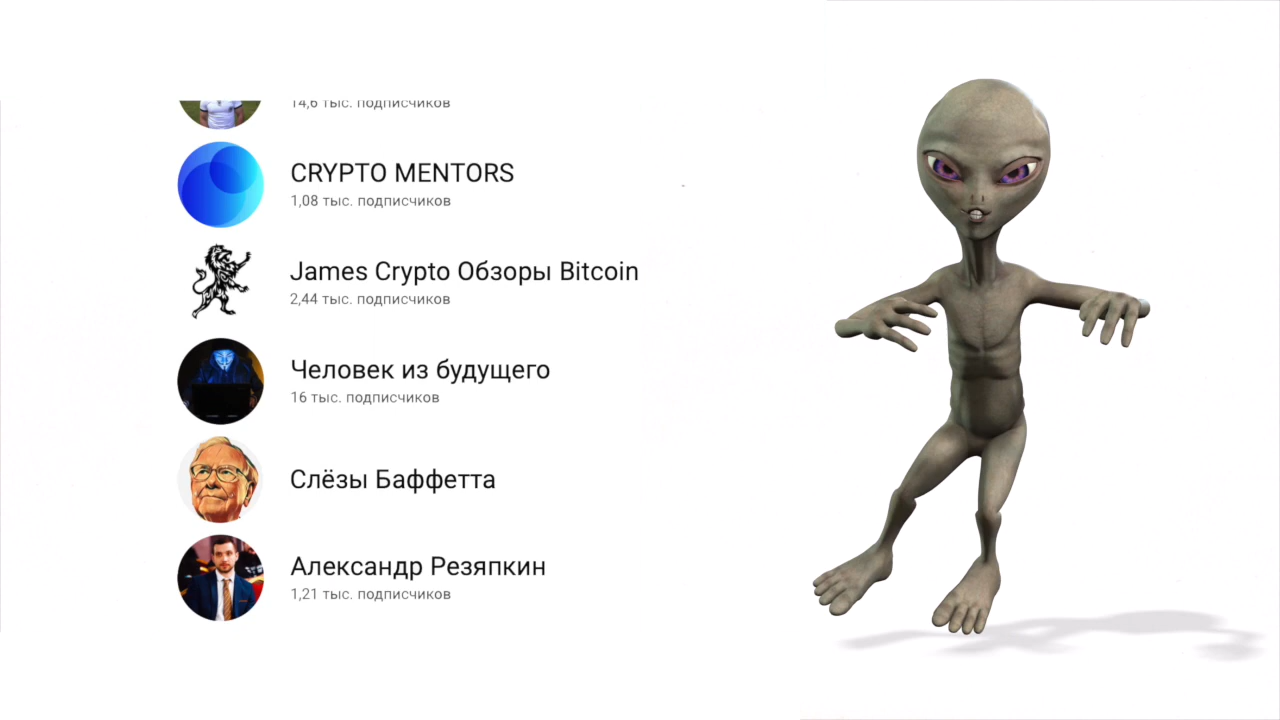 14,6 тыс. подписчиков
CRYPTO MENTORS
1,08 тыс. подписчиков
James Crypto Обзоры Bitcoin
2,44 тыс. подписчиков
Человек из будущего
16 тыс. подписчиков
Слёзы Баффетта
Александр Резяпкин
1,21 тыс. подписчиков